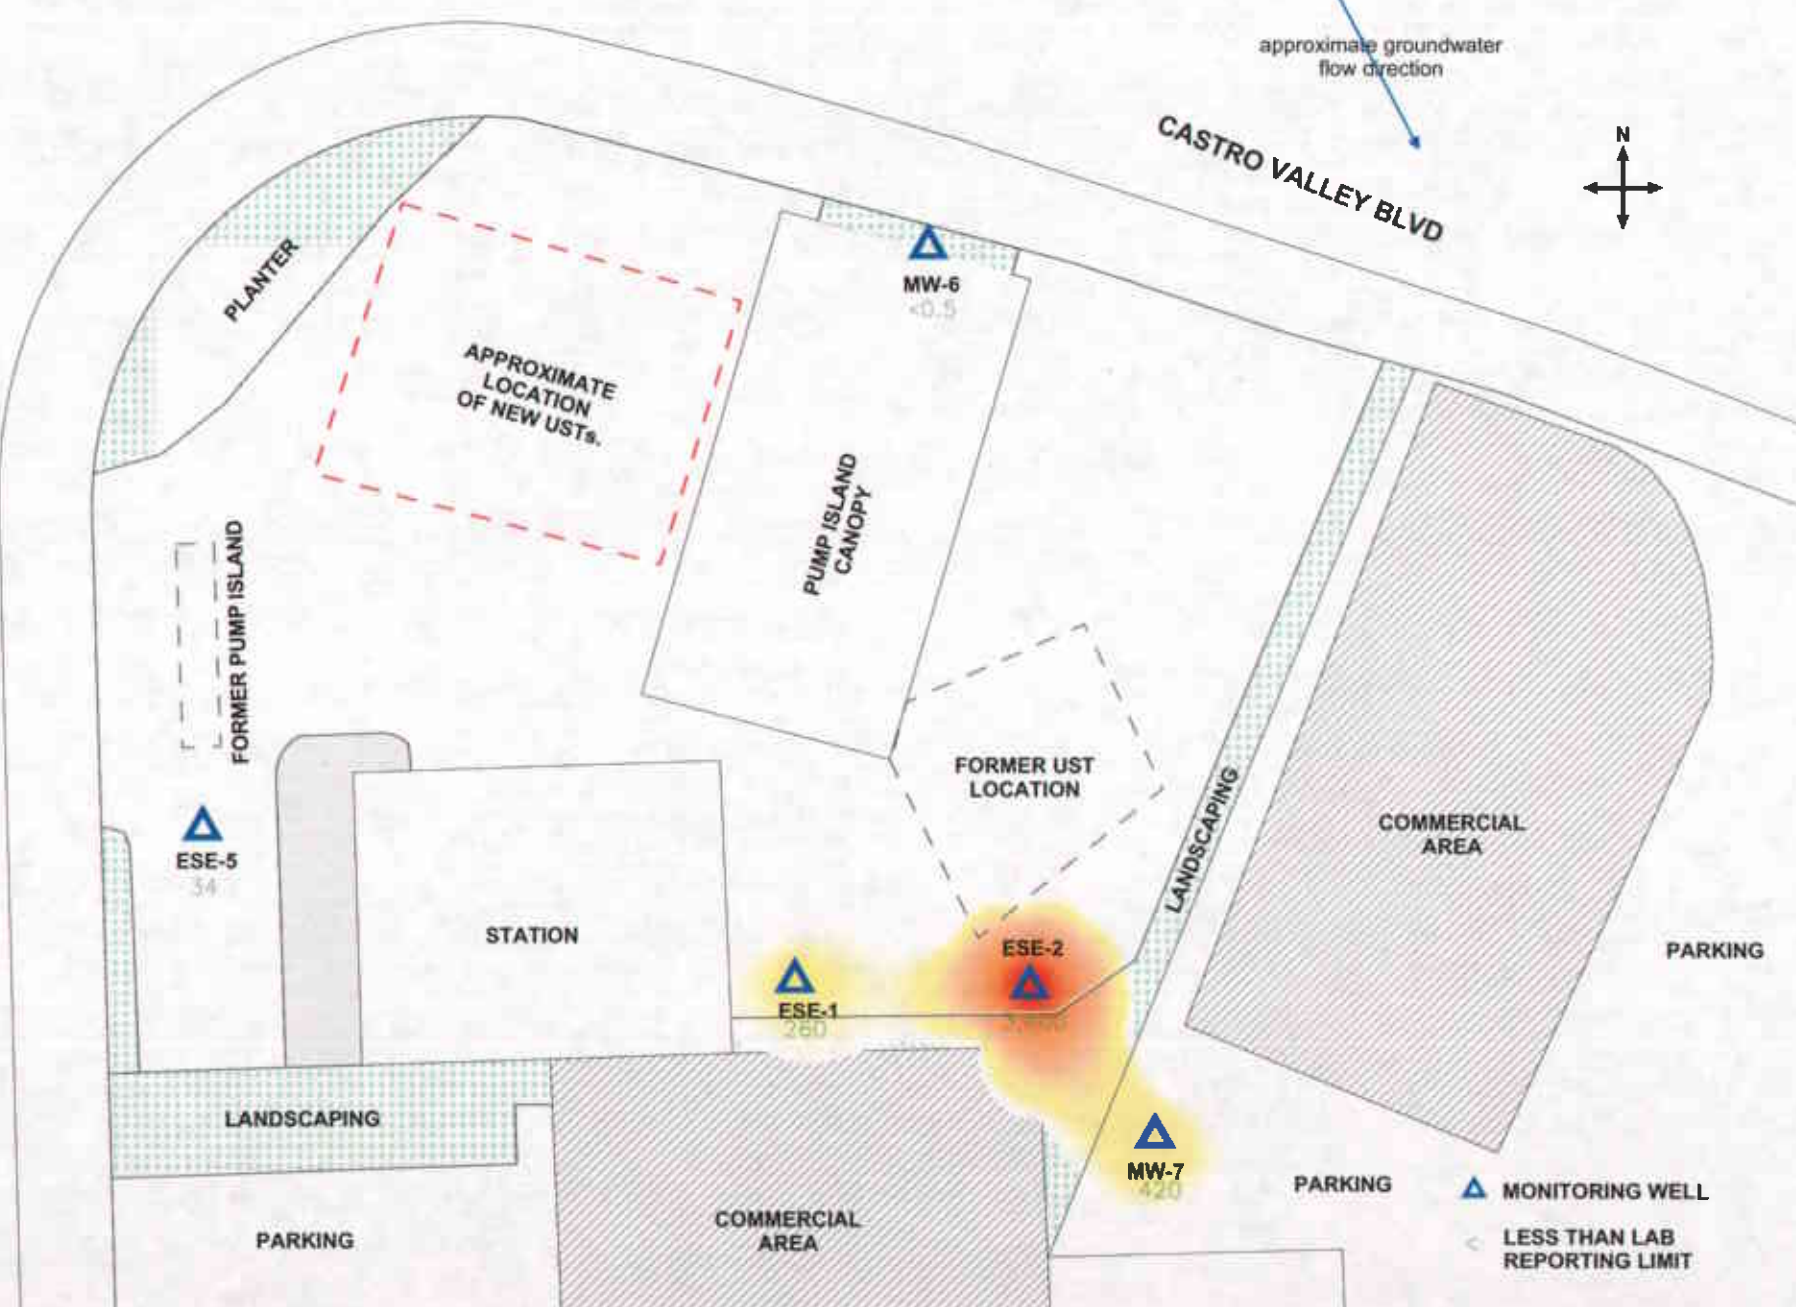 approximate groundwater
flow direction
CASTRO VALLEY BLVD
N
PLANTER
MW-6
<0.5
APPROXIMATE
LOCATION
OF NEW USTs.
PUMP ISLAND
CANOPY
FORMER PUMP ISLAND
FORMER UST
LOCATION
LANDSCAPING
COMMERCIAL
AREA
ESE-5
34
STATION
ESE-2
PARKING
ESE-1
260
LANDSCAPING
MW-7
420
PARKING
MONITORING WELL
PARKING
COMMERCIAL
AREA
< LESS THAN LAB
REPORTING LIMIT